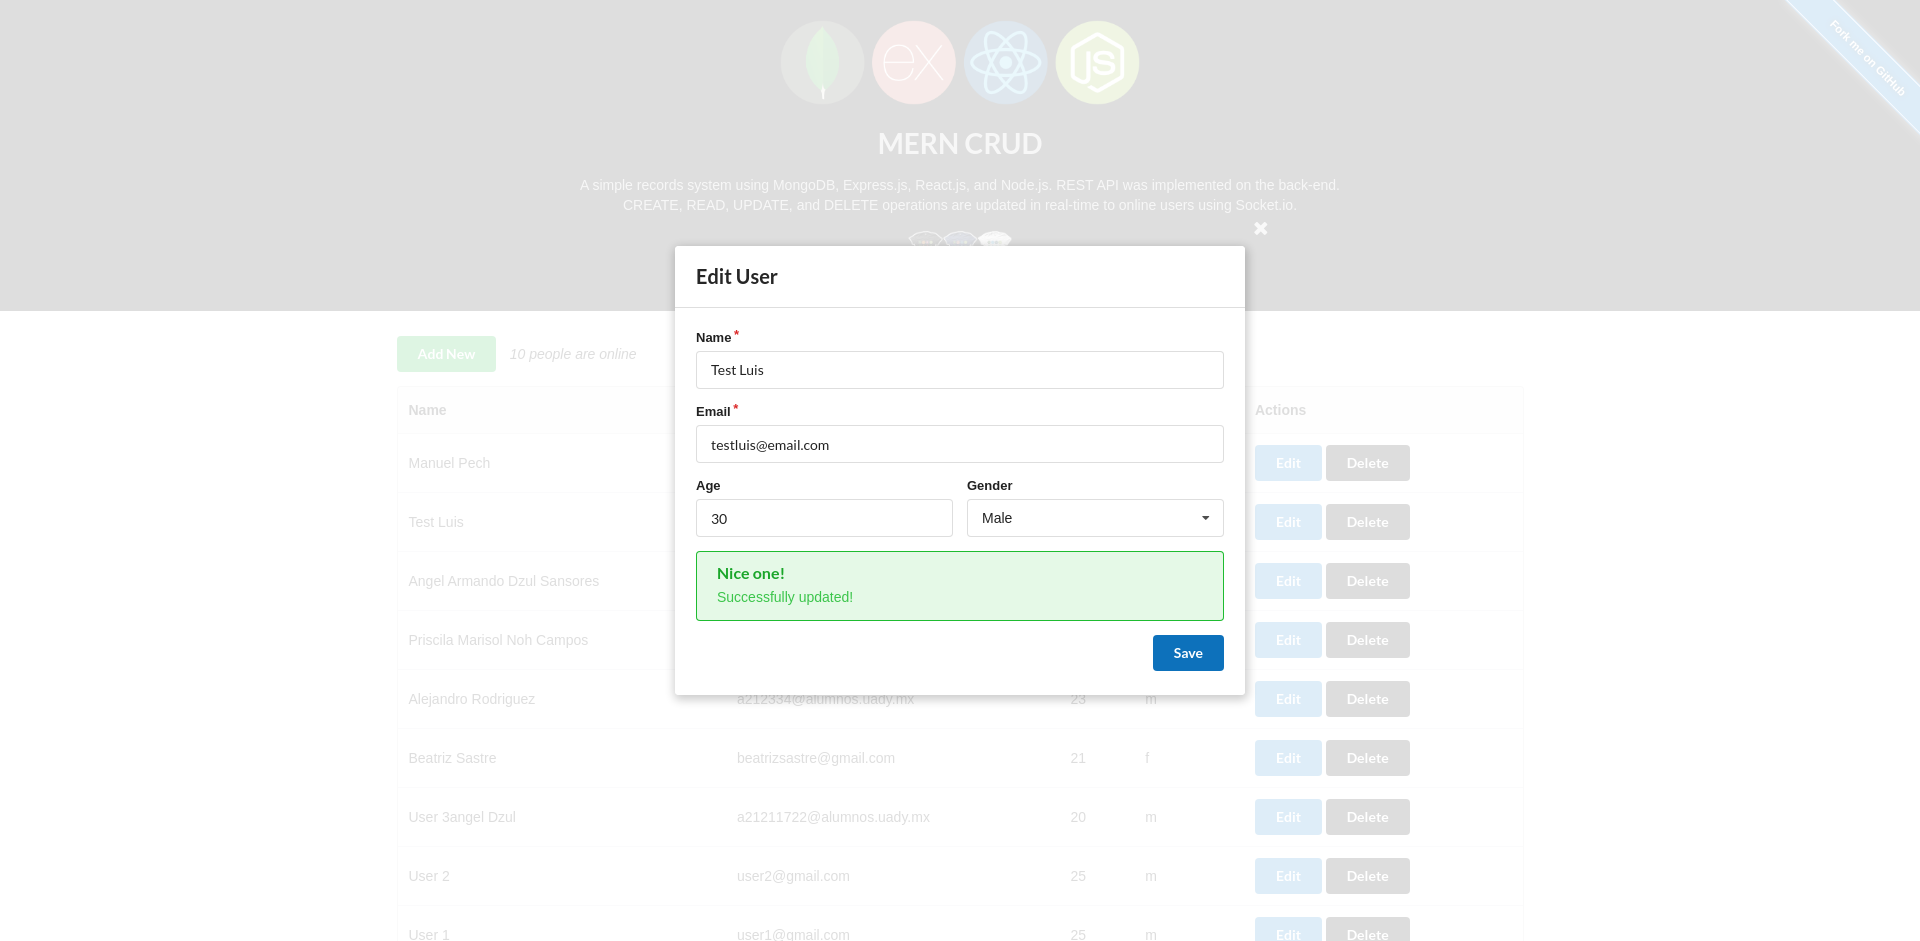 Fork me on GitHub
ex
JS
MERN CRUD
A simple records system using MongoDB, Express.js, React.js, and Node.js. REST API was implemented on the back-end.
CREATE, READ, UPDATE, and DELETE operations are updated in real-time to online users using Socket.io.
Edit User
Name*
Test Luis
Email*
testluis@email.com
Age Gender
30 Male
Nice one!
Successfully updated!
Save
Add New 10 people are online
Name Actions
Manuel Pech Edit Delete
Test Luis Edit Delete
Angel Armando Dzul Sansores Edit Delete
Priscila Marisol Noh Campos Edit Delete
Alejandro Rodriguez a212334@alumnos.uady.mx 23 m Edit Delete
Beatriz Sastre beatrizsastre@gmail.com 21 f Edit Delete
User 3angel Dzul a21211722@alumnos.uady.mx 20 m Edit Delete
User 2 user2@gmail.com 25 m Edit Delete
User 1 user1@gmail.com 25 m Edit Delete